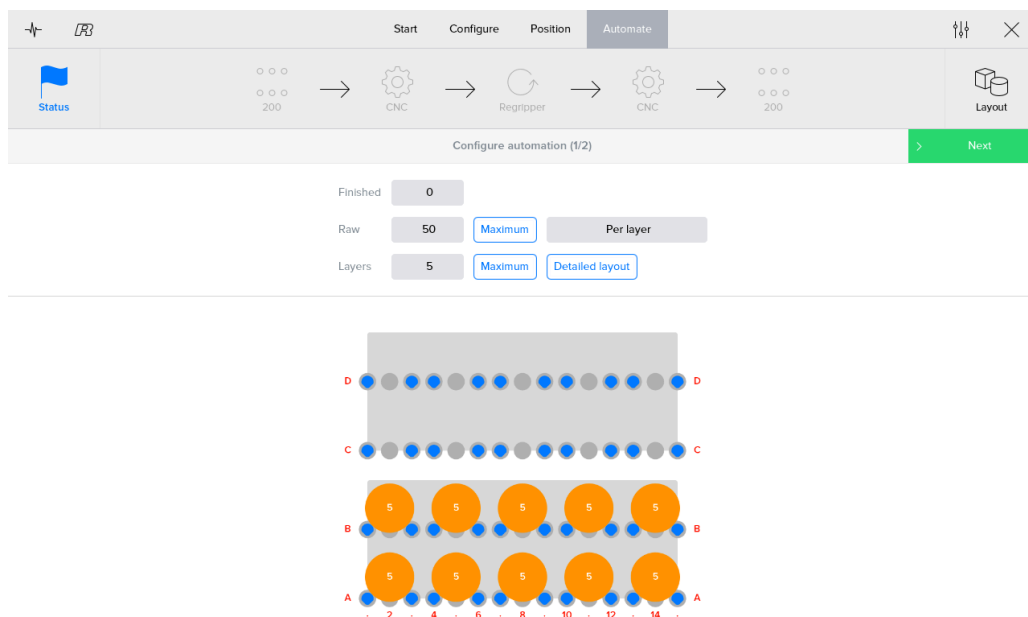 Start Configure Position Automate
Status
200 CNC Regripper CNC 200
Layout
Configure automation (1/2)
Next
Finished 0
Raw 50 Maximum Per layer
Layers 5 Maximum Detailed layout
D D
C C
5 5 5 5 5
B B
5 5 5 5 5
A A
· 2 · 4 · 6 · 8 · 10 · 12 · 14 ·